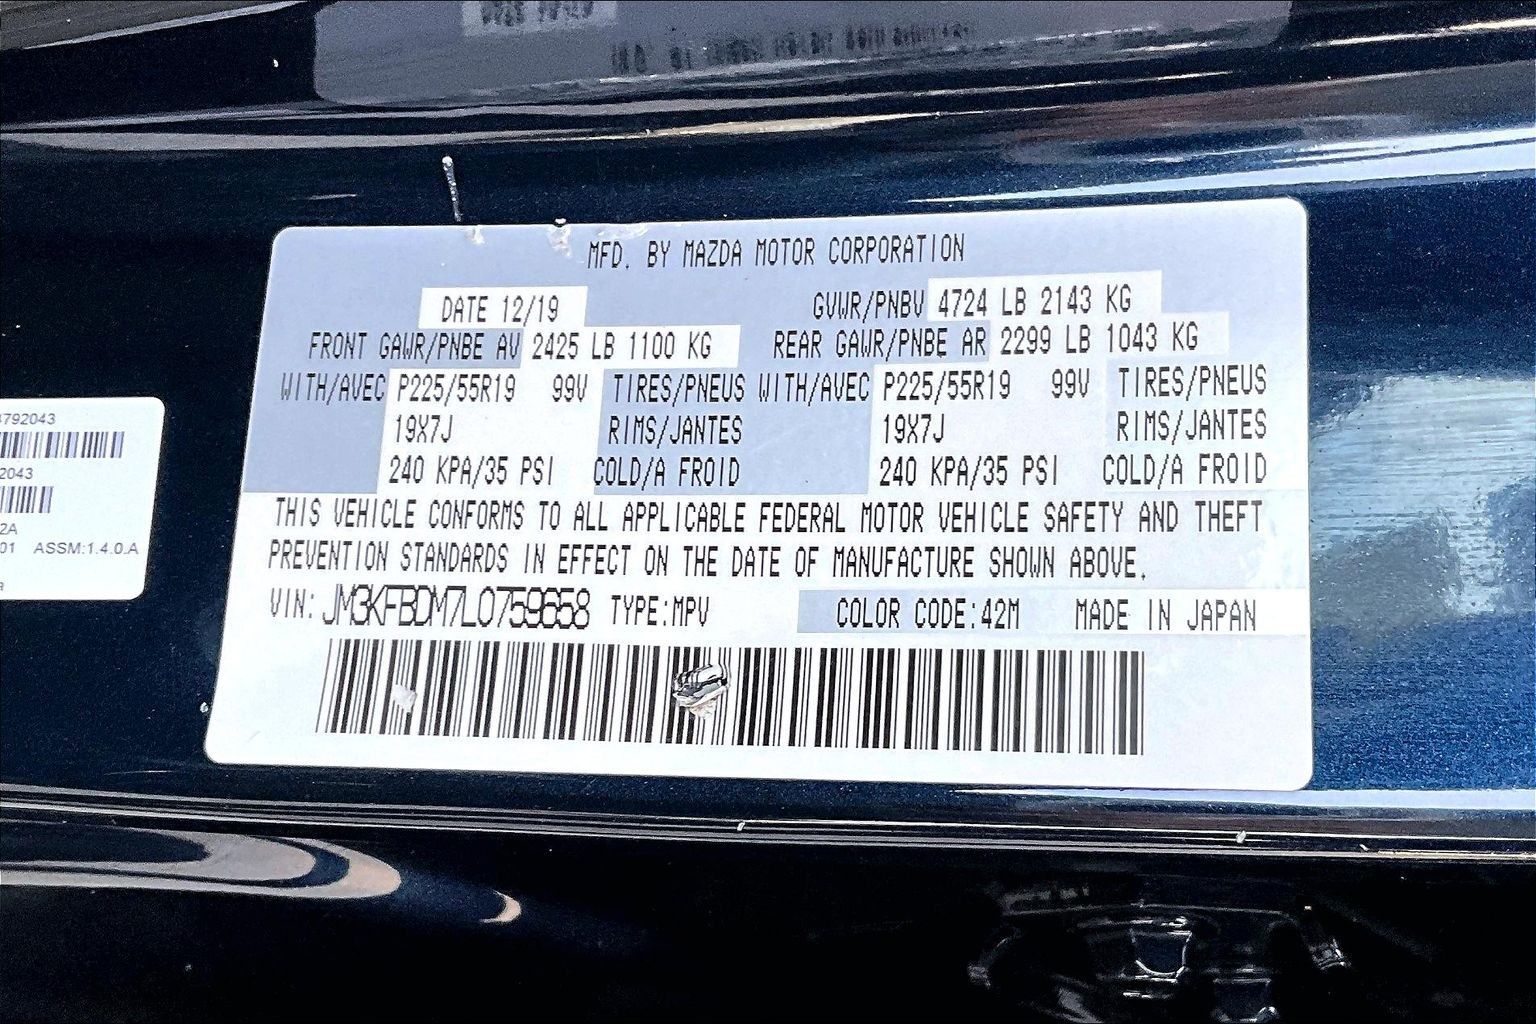 MFD. BY MAZDA MOTOR CORPORATION
DATE 12/19 GVWR/PNBV 4724 LB 2143 KG
FRONT GAWR/PNBE AV 2425 LB 1100 KG REAR GAWR/PNBE AR 2299 LB 1043 KG
WITH/AVEC P225/55R19 99V TIRES/PNEUS WITH/AVEC P225/55R19 99V TIRES/PNEUS
19X7J RIMS/JANTES 19X7J RIMS/JANTES
240 KPA/35 PSI COLD/A FROID 240 KPA/35 PSI COLD/A FROID
THIS VEHICLE CONFORMS TO ALL APPLICABLE FEDERAL MOTOR VEHICLE SAFETY AND THEFT
PREVENTION STANDARDS IN EFFECT ON THE DATE OF MANUFACTURE SHOWN ABOVE.
VIN: JM3KFBDM7L0759658 TYPE:MPV COLOR CODE:42M MADE IN JAPAN
792043
2043
2A
01 ASSM:1.4.0.A